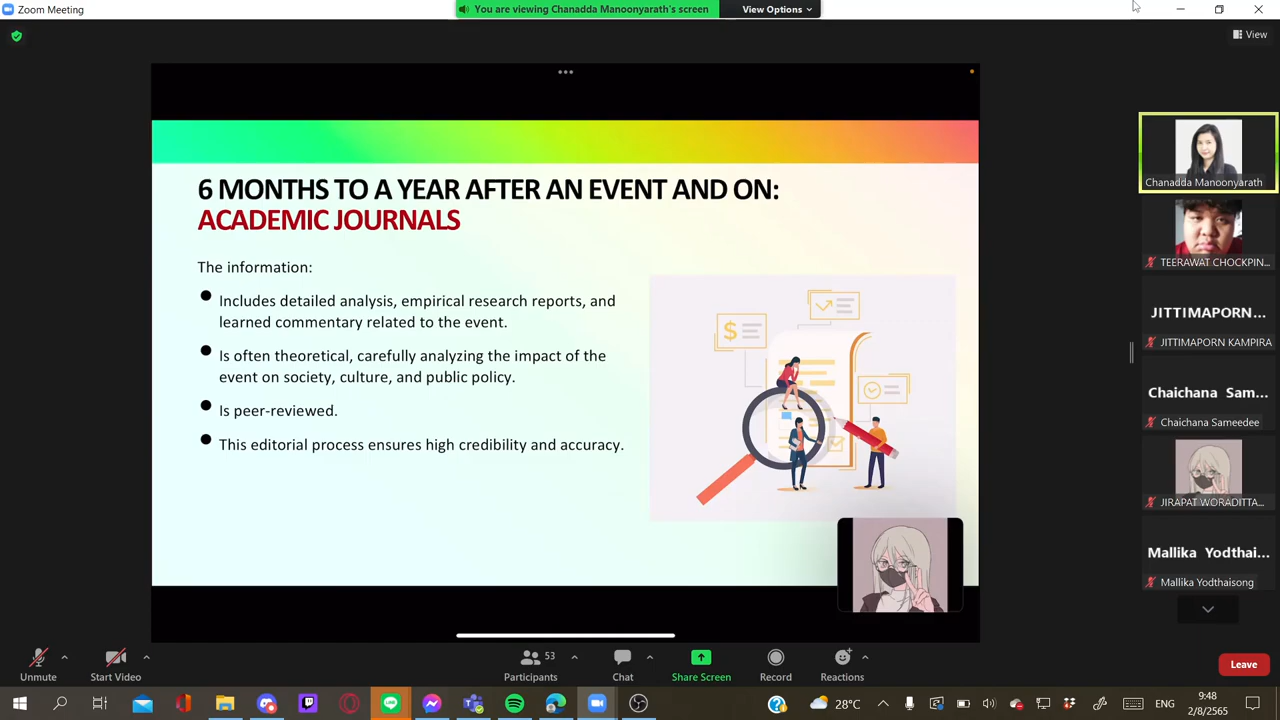 Zoom Meeting
You are viewing Chanadda Manoonyarath's screen
View Options
View
6 MONTHS TO A YEAR AFTER AN EVENT AND ON:
ACADEMIC JOURNALS
The information:
Includes detailed analysis, empirical research reports, and
learned commentary related to the event.
Is often theoretical, carefully analyzing the impact of the
event on society, culture, and public policy.
Is peer-reviewed.
This editorial process ensures high credibility and accuracy.
$
Chanadda Manoonyarath
TEERAWAT CHOCKPIN...
JITTIMAPORN...
JITTIMAPORN KAMPIRA
Chaichana Sam...
Chaichana Sameedee
JIRAPAT WORADITTA...
Mallika Yodthai...
Mallika Yodthaisong
Unmute
Start Video
53
Participants
Chat
Share Screen
Record
Reactions
Leave
28°C
ENG
9:48
2/8/2565